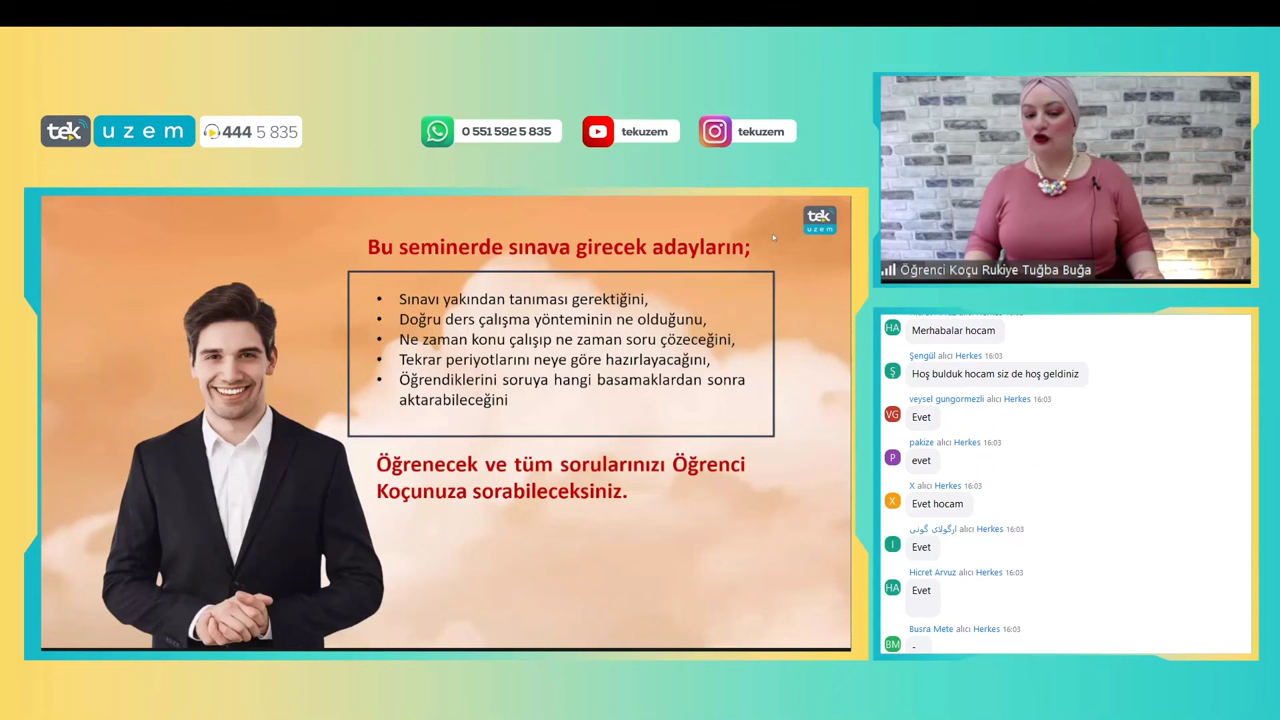 tek uzem 444 5 835
0 551 592 5 835
tekuzem
tekuzem
tek
uzem
Bu seminerde sınava girecek adayların;
• Sınavı yakından tanıması gerektiğini,
• Doğru ders çalışma yönteminin ne olduğunu,
• Ne zaman konu çalışıp ne zaman soru çözeceğini,
• Tekrar periyotlarını neye göre hazırlayacağını,
• Öğrendiklerini soruya hangi basamaklardan sonra
aktarabileceğini
Öğrenecek ve tüm sorularınızı Öğrenci
Koçunuza sorabileceksiniz.
Öğrenci Koçu Rukiye Tuğba Buğa
HA Merhabalar hocam
Şengül alıcı Herkes 16:03
Ş Hoş bulduk hocam siz de hoş geldiniz
veysel gungormezli alıcı Herkes 16:03
VG Evet
pakize alıcı Herkes 16:03
P evet
X alıcı Herkes 16:03
X Evet hocam
ارگولای گونی alıcı Herkes 16:03
I Evet
Hicret Arvuz alıcı Herkes 16:03
HA Evet
Busra Mete alıcı Herkes 16:03
BM -